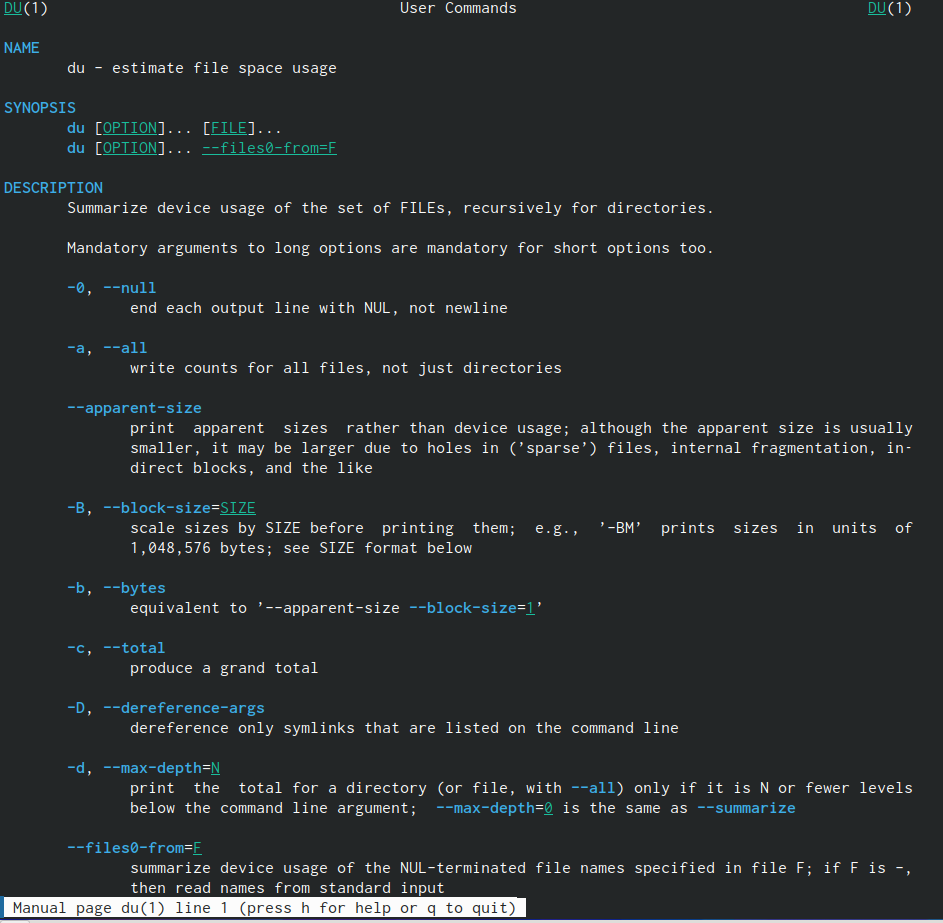 DU(1) User Commands DU(1)
NAME
du - estimate file space usage
SYNOPSIS
du [OPTION]... [FILE]...
du [OPTION]... --files0-from=F
DESCRIPTION
Summarize device usage of the set of FILEs, recursively for directories.
Mandatory arguments to long options are mandatory for short options too.
-0, --null
end each output line with NUL, not newline
-a, --all
write counts for all files, not just directories
--apparent-size
print apparent sizes rather than device usage; although the apparent size is usually
smaller, it may be larger due to holes in (’sparse’) files, internal fragmentation, in-
direct blocks, and the like
-B, --block-size=SIZE
scale sizes by SIZE before printing them; e.g., ’-BM’ prints sizes in units of
1,048,576 bytes; see SIZE format below
-b, --bytes
equivalent to ’--apparent-size --block-size=1’
-c, --total
produce a grand total
-D, --dereference-args
dereference only symlinks that are listed on the command line
-d, --max-depth=N
print the total for a directory (or file, with --all) only if it is N or fewer levels
below the command line argument; --max-depth=0 is the same as --summarize
--files0-from=F
summarize device usage of the NUL-terminated file names specified in file F; if F is -,
then read names from standard input
Manual page du(1) line 1 (press h for help or q to quit)